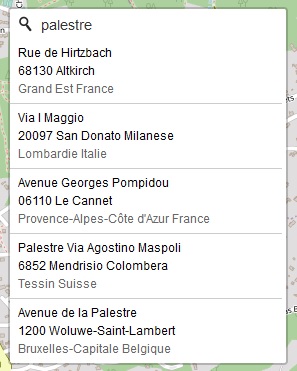 palestre
Rue de Hirtzbach
68130 Altkirch
Grand Est France
Via I Maggio
20097 San Donato Milanese
Lombardie Italie
Avenue Georges Pompidou
06110 Le Cannet
Provence-Alpes-Côte d'Azur France
Palestre Via Agostino Maspoli
6852 Mendrisio Colombera
Tessin Suisse
Avenue de la Palestre
1200 Woluwe-Saint-Lambert
Bruxelles-Capitale Belgique